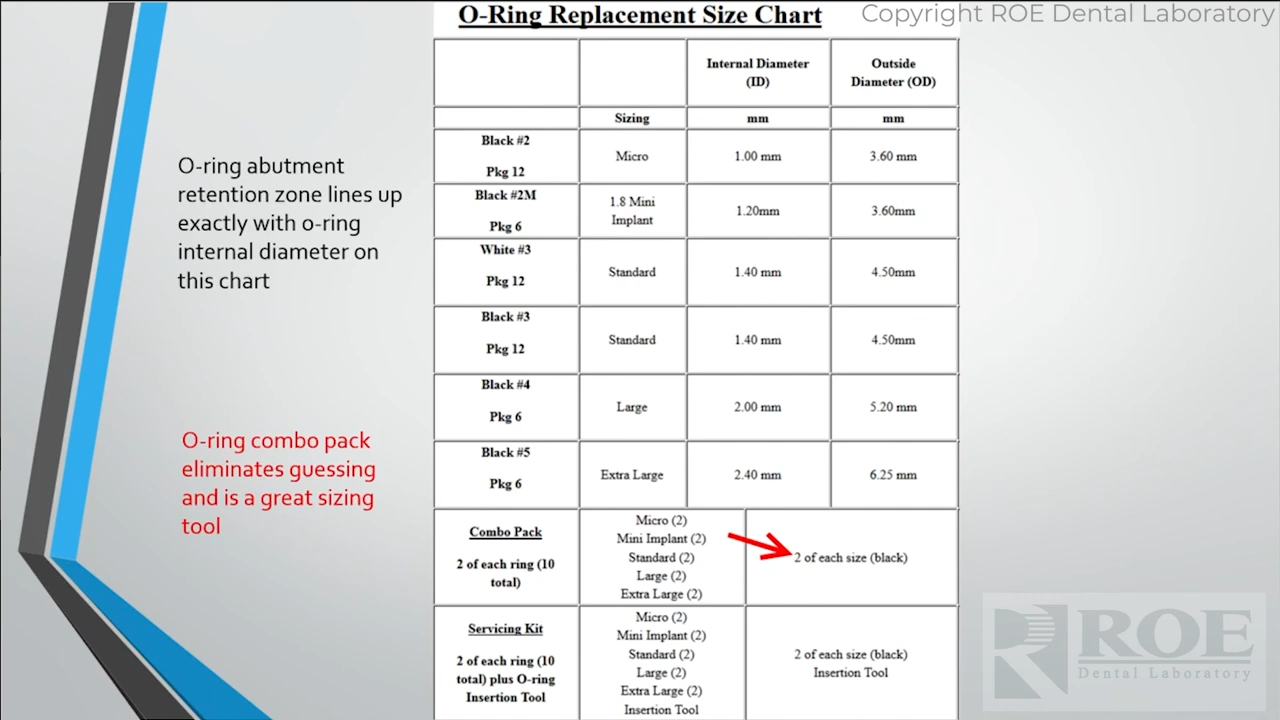 O-Ring Replacement Size Chart
Copyright ROE Dental Laboratory
O-ring abutment
retention zone lines up
exactly with o-ring
internal diameter on
this chart
O-ring combo pack
eliminates guessing
and is a great sizing
tool
Internal Diameter
(ID)
Outside
Diameter (OD)
Sizing
mm
mm
Black #2
Pkg 12
Micro
1.00 mm
3.60 mm
Black #2M
Pkg 6
1.8 Mini
Implant
1.20mm
3.60mm
White #3
Pkg 12
Standard
1.40 mm
4.50mm
Black #3
Pkg 12
Standard
1.40 mm
4.50mm
Black #4
Pkg 6
Large
2.00 mm
5.20 mm
Black #5
Pkg 6
Extra Large
2.40 mm
6.25 mm
Combo Pack
2 of each ring (10
total)
Micro (2)
Mini Implant (2)
Standard (2)
Large (2)
Extra Large (2)
2 of each size (black)
Servicing Kit
2 of each ring (10
total) plus O-ring
Insertion Tool
Micro (2)
Mini Implant (2)
Standard (2)
Large (2)
Extra Large (2)
Insertion Tool
2 of each size (black)
Insertion Tool
ROE
Dental Laboratory